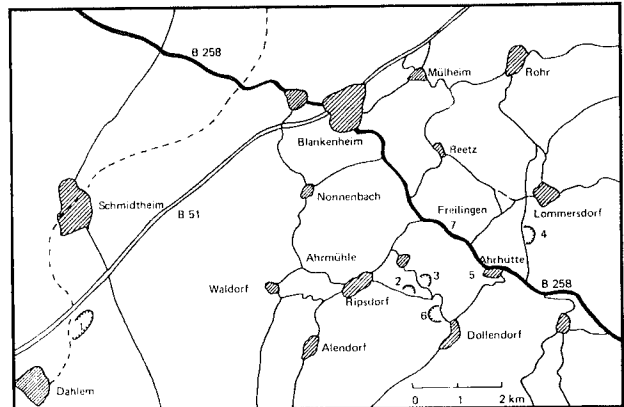 B 258
Mülheim
Rohr
Blankenheim
Reetz
Schmidtheim
B 51
Nonnenbach
Freilingen
7
Lommersdorf
4
Ahrmühle
Ahrhütte
Waldorf
Ripsdorf
2
3
5
B 258
6
1
Alendorf
Dollendorf
Dahlem
0 1 2 km